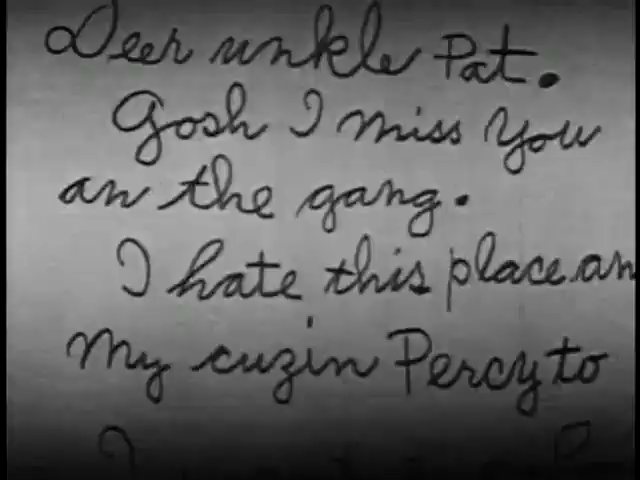 Deer unkle Pat.
Gosh I miss You
an the gang.
I hate this place an
My cuzin Percy to